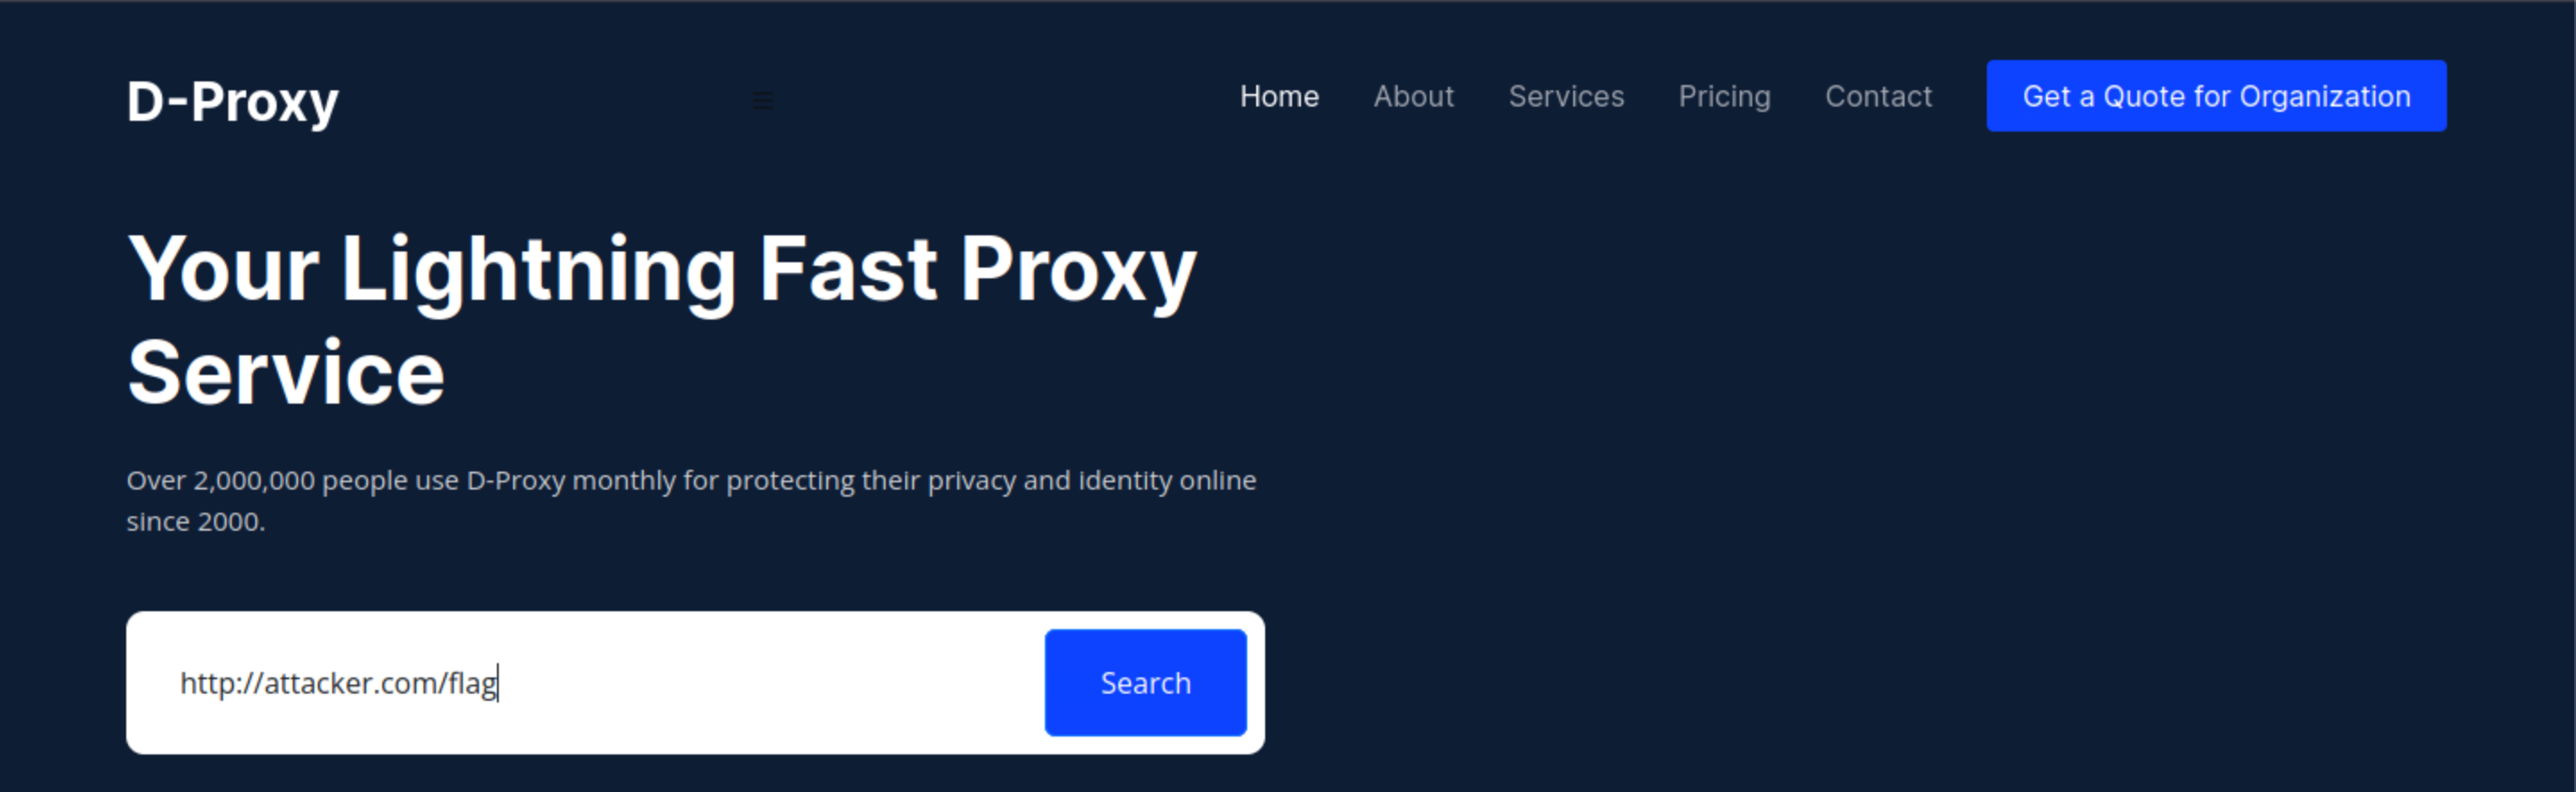 D-Proxy
Home About Services Pricing Contact Get a Quote for Organization
Your Lightning Fast Proxy
Service
Over 2,000,000 people use D-Proxy monthly for protecting their privacy and identity online
since 2000.
http://attacker.com/flag Search